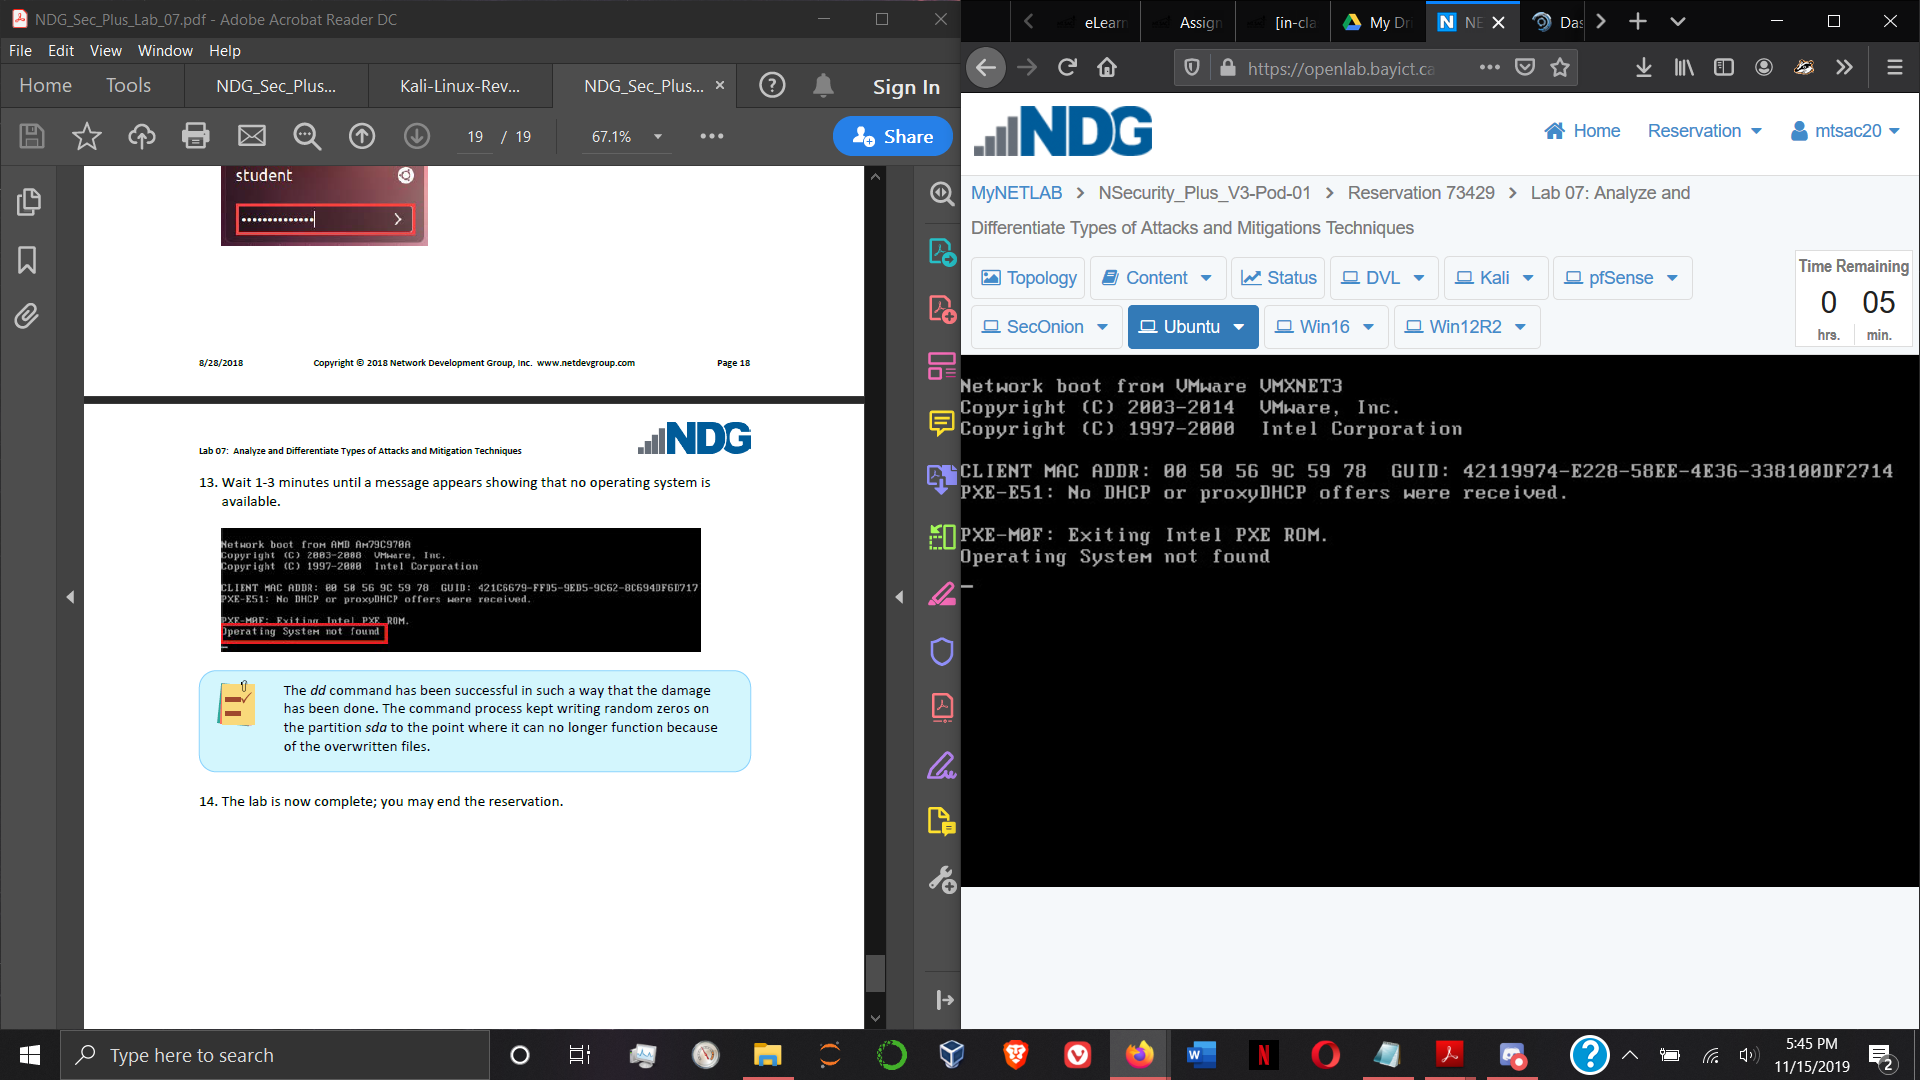 NDG_Sec_Plus_Lab_07.pdf - Adobe Acrobat Reader DC
File Edit View Window Help
Home Tools NDG_Sec_Plus... Kali-Linux-Rev... NDG_Sec_Plus... Sign In
19 / 19 67.1% Share
student
8/28/2018 Copyright © 2018 Network Development Group, Inc. www.netdevgroup.com Page 18
Lab 07: Analyze and Differentiate Types of Attacks and Mitigation Techniques
NDG
13. Wait 1-3 minutes until a message appears showing that no operating system is
available.
Network boot from AMD Am79C970A
Copyright (C) 2003-2008 VMware, Inc.
Copyright (C) 1997-2000 Intel Corporation
CLIENT MAC ADDR: 00 50 56 9C 59 78 GUID: 421C6679-FFD5-9ED5-9C62-8C694DF6D717
PXE-E51: No DHCP or proxyDHCP offers were received.
PXE-M0F: Exiting Intel PXE ROM.
Operating System not found
The dd command has been successful in such a way that the damage
has been done. The command process kept writing random zeros on
the partition sda to the point where it can no longer function because
of the overwritten files.
14. The lab is now complete; you may end the reservation.
eLearn Assign [in-cla My Dr NE Das
https://openlab.bayict.ca
NDG
Home Reservation mtsac20
MyNETLAB > NSecurity_Plus_V3-Pod-01 > Reservation 73429 > Lab 07: Analyze and
Differentiate Types of Attacks and Mitigations Techniques
Topology Content Status DVL Kali pfSense
SecOnion Ubuntu Win16 Win12R2
Time Remaining
0 05
hrs. min.
Network boot from VMware VMXNET3
Copyright (C) 2003-2014 VMware, Inc.
Copyright (C) 1997-2000 Intel Corporation
CLIENT MAC ADDR: 00 50 56 9C 59 78 GUID: 42119974-E228-58EE-4E36-338100DF2714
PXE-E51: No DHCP or proxyDHCP offers were received.
PXE-M0F: Exiting Intel PXE ROM.
Operating System not found
Type here to search
5:45 PM
11/15/2019
2